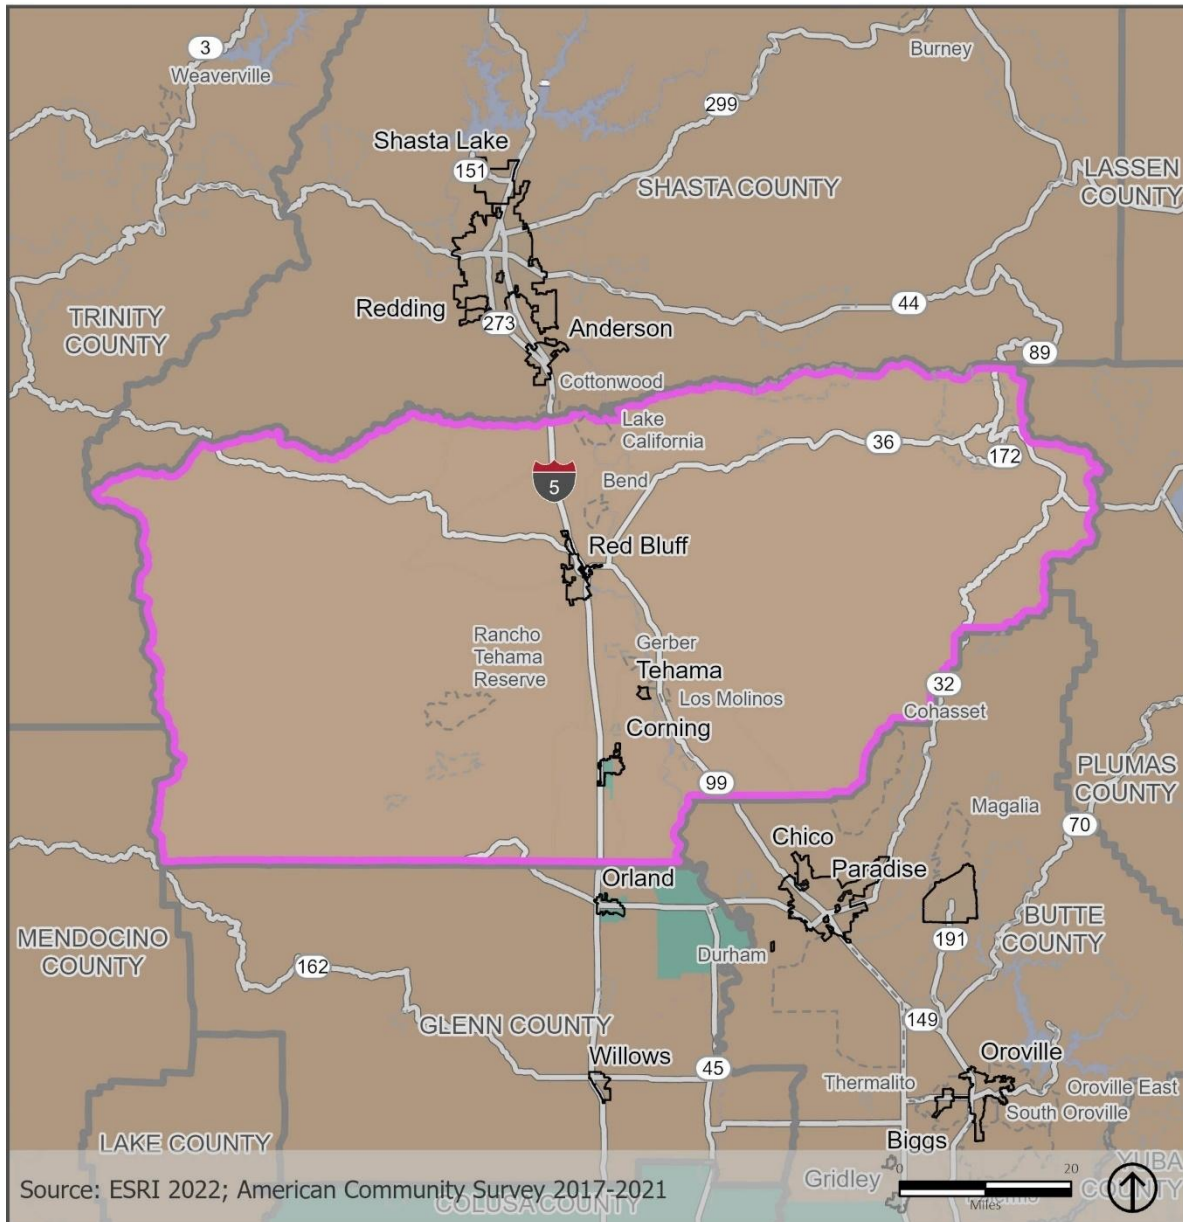 3
Weaverville
Burney
299
Shasta Lake
151
SHASTA COUNTY
LASSEN
COUNTY
TRINITY
COUNTY
Redding
273
Anderson
44
89
Cottonwood
Lake
California
36
172
5
Bend
Red Bluff
Rancho
Tehama
Reserve
Gerber
Tehama
Los Molinos
32
Cohasset
Corning
99
PLUMAS
COUNTY
Magalia
70
Chico
Paradise
Orland
MENDOCINO
COUNTY
162
Durham
191
BUTTE
COUNTY
GLENN COUNTY
149
Willows
45
Oroville
Thermalito
Oroville East
South Oroville
LAKE COUNTY
Biggs
YUBA
COUNTY
Gridley
0
20
Miles
Source: ESRI 2022; American Community Survey 2017-2021
COLUSA COUNTY